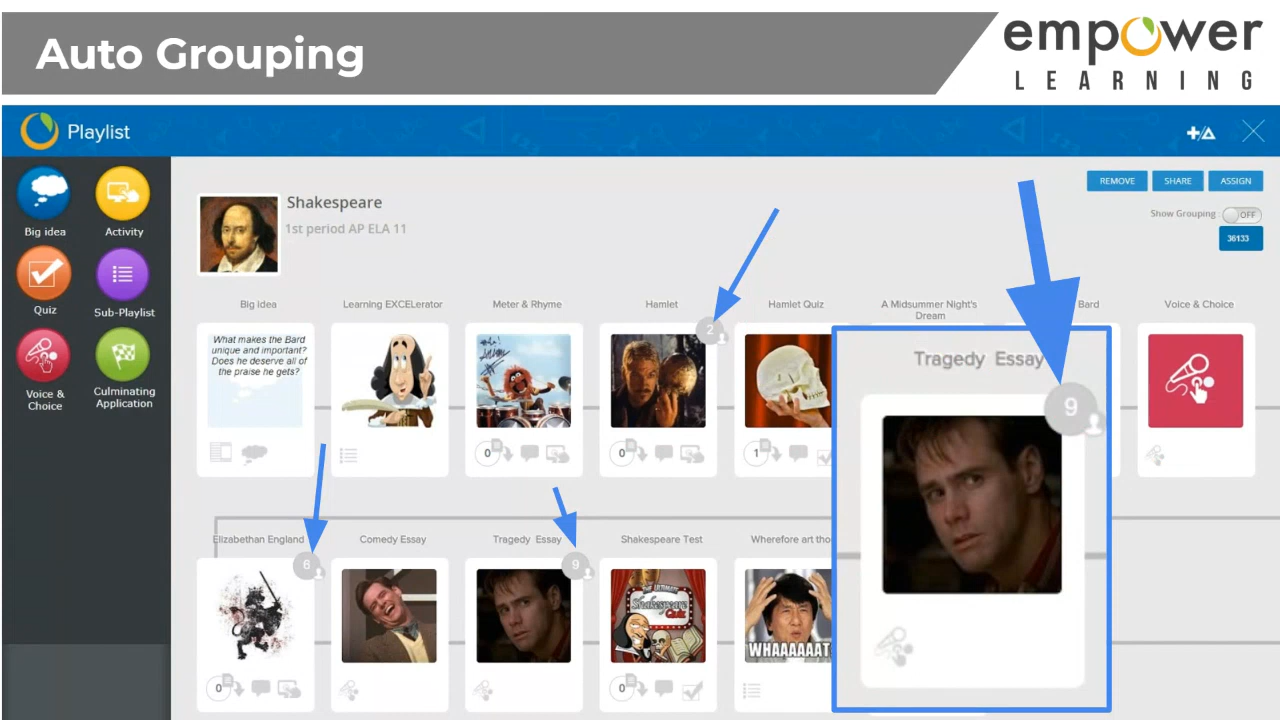 Auto Grouping
empower
LEARNING
Playlist
Big idea
Activity
Quiz
Sub-Playlist
Voice &
Choice
Culminating
Application
Shakespeare
1st period AP ELA 11
REMOVE
SHARE
ASSIGN
Show Grouping
OFF
36133
Big idea
Learning EXCELerator
Meter & Rhyme
Hamlet
Hamlet Quiz
A Midsummer Night's
Dream
Bard
Voice & Choice
What makes the Bard
unique and important?
Does he deserve all of
the praise he gets?
2
0
0
1
Tragedy Essay
9
Elizabethan England
Comedy Essay
Tragedy Essay
Shakespeare Test
Wherefore art tho
6
9
THE ULTIMATE
Shakespeare
Quiz
WHAAAAAAT
0
0